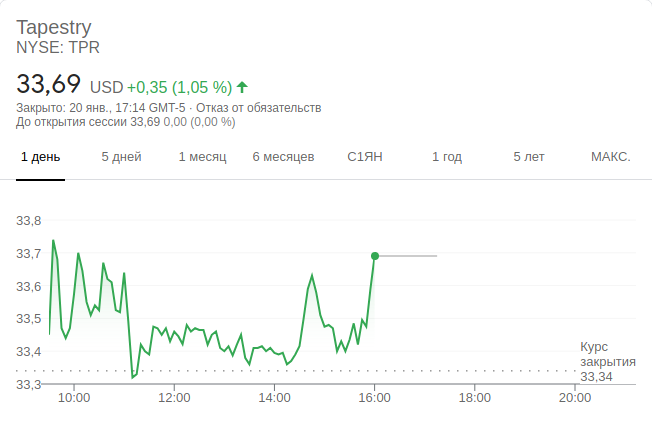 Tapestry
NYSE: TPR
33,69 USD +0,35 (1,05 %)
Закрыто: 20 янв., 17:14 GMT-5 · Отказ от обязательств
До открытия сессии 33,69 0,00 (0,00 %)
1 день 5 дней 1 месяц 6 месяцев С1ЯН 1 год 5 лет МАКС.
33,8
33,7
33,6
33,5
33,4
33,3
Курс
закрытия
33,34
10:00 12:00 14:00 16:00 18:00 20:00